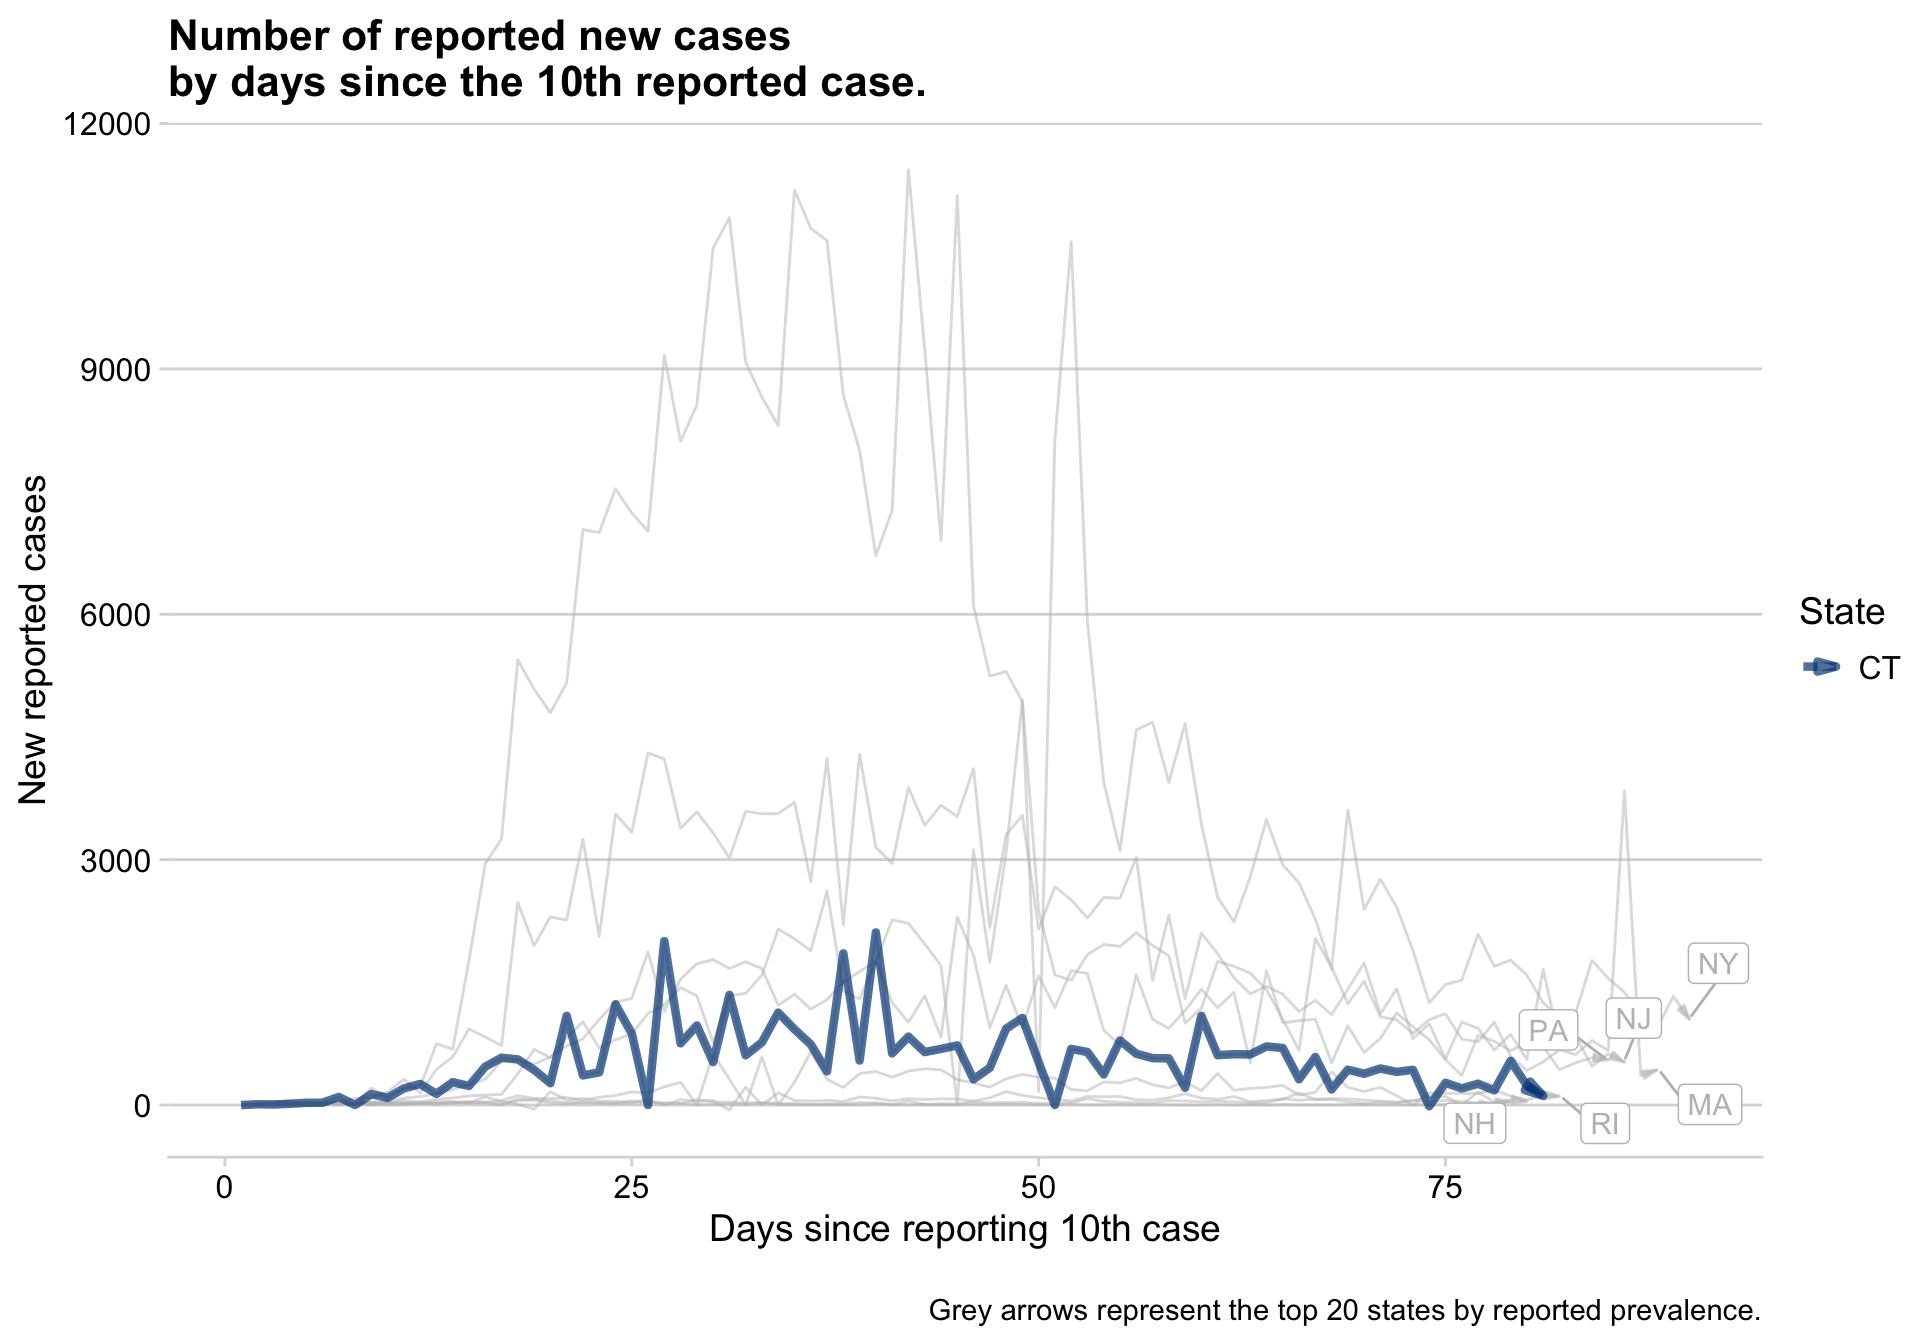 Number of reported new cases
by days since the 10th reported case.
12000
9000
6000
3000
0
New reported cases
NY
NJ
PA
MA
RI
NH
0 25 50 75
Days since reporting 10th case
State
CT
Grey arrows represent the top 20 states by reported prevalence.